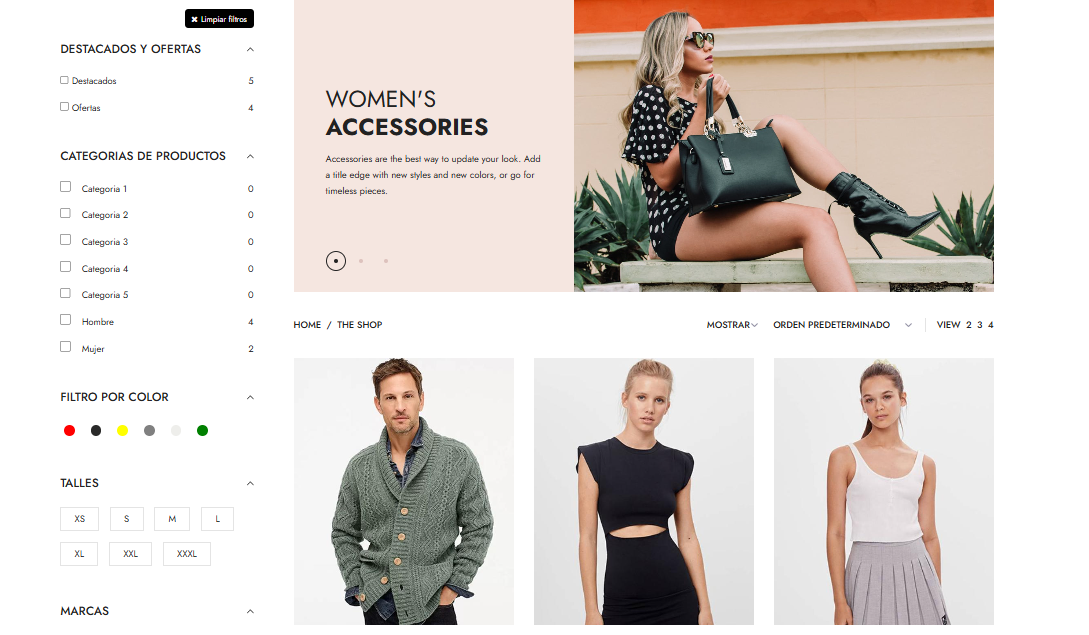 ✖ Limpiar filtros
DESTACADOS Y OFERTAS
Destacados 5
Ofertas 4
CATEGORIAS DE PRODUCTOS
Categoria 1 0
Categoria 2 0
Categoria 3 0
Categoria 4 0
Categoria 5 0
Hombre 4
Mujer 2
FILTRO POR COLOR
TALLES
XS S M L
XL XXL XXXL
MARCAS
WOMEN'S
ACCESSORIES
Accessories are the best way to update your look. Add
a title edge with new styles and new colors, or go for
timeless pieces.
HOME / THE SHOP
MOSTRAR ORDEN PREDETERMINADO VIEW 2 3 4